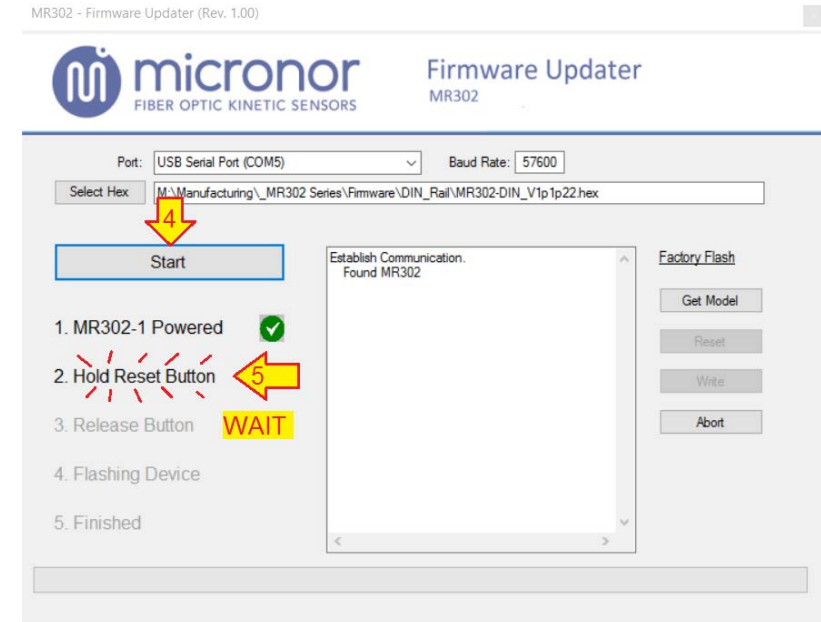 MR302 - Firmware Updater (Rev. 1.00)
micronor
FIBER OPTIC KINETIC SENSORS
Firmware Updater
MR302
Port: USB Serial Port (COM5) Baud Rate: 57600
Select Hex M:\Manufacturing\_MR302 Series\Firmware\DIN_Rail\MR302-DIN_V1p1p22.hex
4
Start
Establish Communication.
Found MR302
Factory Flash
Get Model
1. MR302-1 Powered
Reset
2. Hold Reset Button 5
Write
3. Release Button WAIT
Abort
4. Flashing Device
5. Finished